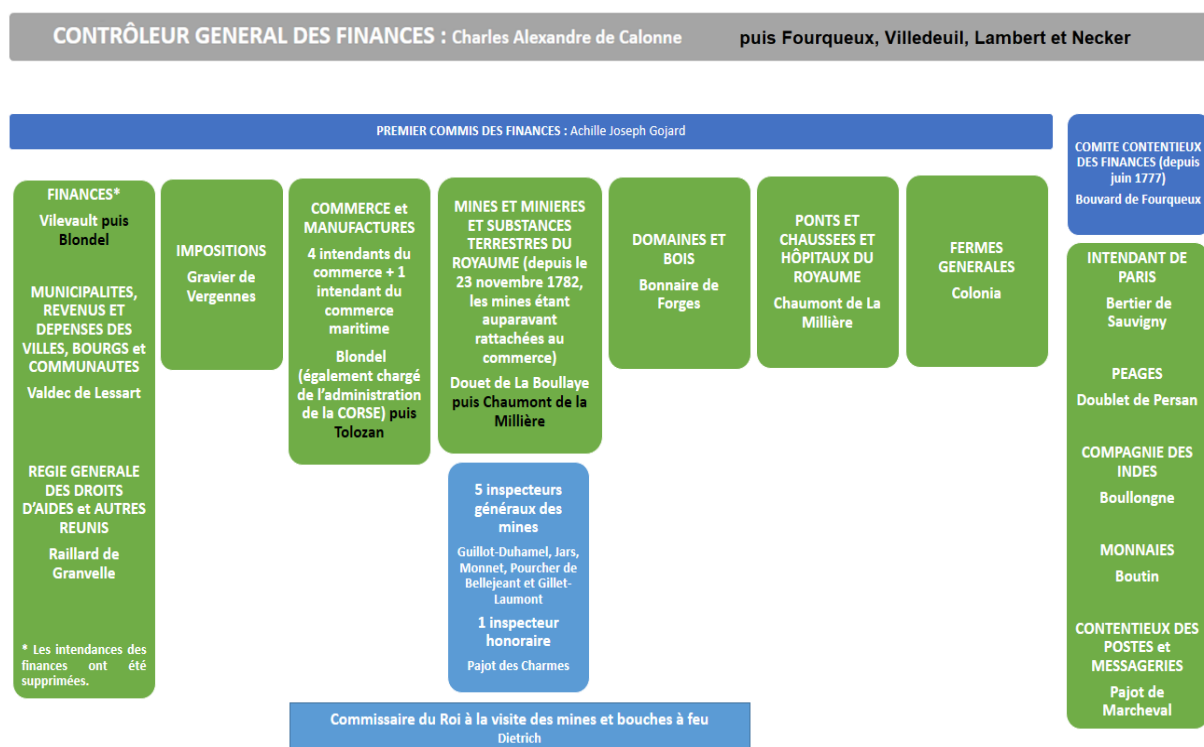 CONTRÔLEUR GENERAL DES FINANCES : Charles Alexandre de Calonne puis Fourqueux, Villedeuil, Lambert et Necker
PREMIER COMMIS DES FINANCES : Achille Joseph Gojard
COMITE CONTENTIEUX
DES FINANCES (depuis
juin 1777)
Bouvard de Fourqueux
FINANCES*
Vilevault puis
Blondel
MUNICIPALITES,
REVENUS ET
DEPENSES DES
VILLES, BOURGS et
COMMUNAUTES
Valdec de Lessart
REGIE GENERALE
DES DROITS
D'AIDES et AUTRES
REUNIS
Raillard de
Granvelle
* Les intendances des
finances ont été
supprimées.
IMPOSITIONS
Gravier de
Vergennes
COMMERCE et
MANUFACTURES
4 intendants du
commerce + 1
intendant du
commerce
maritime
Blondel
(également chargé
de l'administration
de la CORSE) puis
Tolozan
MINES ET MINIERES
ET SUBSTANCES
TERRESTRES DU
ROYAUME (depuis le
23 novembre 1782,
les mines étant
auparavant
rattachées au
commerce)
Douet de La Boullaye
puis Chaumont de la
Millière
5 inspecteurs
généraux des
mines
Guillot-Duhamel, Jars,
Monnet, Pourcher de
Bellejeant et Gillet-
Laumont
1 inspecteur
honoraire
Pajot des Charmes
Commissaire du Roi à la visite des mines et bouches à feu
Dietrich
DOMAINES ET
BOIS
Bonnaire de
Forges
PONTS ET
CHAUSSEES ET
HÔPITAUX DU
ROYAUME
Chaumont de La
Millière
FERMES
GENERALES
Colonia
INTENDANT DE
PARIS
Bertier de
Sauvigny
PEAGES
Doublet de Persan
COMPAGNIE DES
INDES
Boullongne
MONNAIES
Boutin
CONTENTIEUX DES
POSTES et
MESSAGERIES
Pajot de
Marcheval